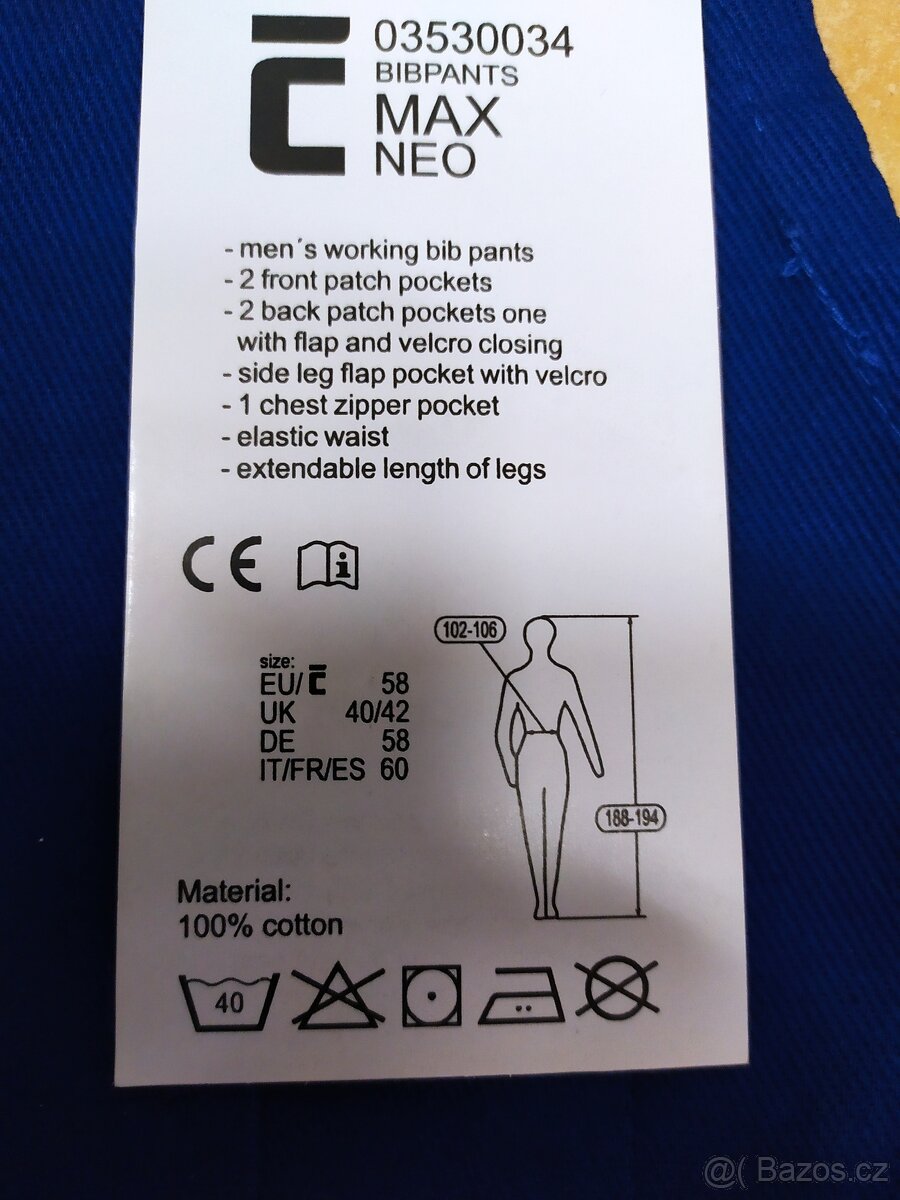 03530034
BIBPANTS
MAX
NEO
- men´s working bib pants
- 2 front patch pockets
- 2 back patch pockets one
with flap and velcro closing
- side leg flap pocket with velcro
- 1 chest zipper pocket
- elastic waist
- extendable length of legs
CE i
102-106
size:
EU/ 58
UK 40/42
DE 58
IT/FR/ES 60
188-194
Material:
100% cotton
40
@( Bazos.cz